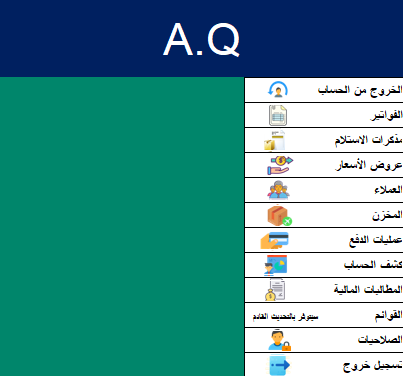 A.Q
الخروج من الحساب
الفواتير
مذكرات الاستلام
عروض الأسعار
العملاء
المخزن
عمليات الدفع
كشف الحساب
المطالبات المالية
القوائم سيتوفر بالتحديث القادم
الصلاحيات
تسجيل خروج